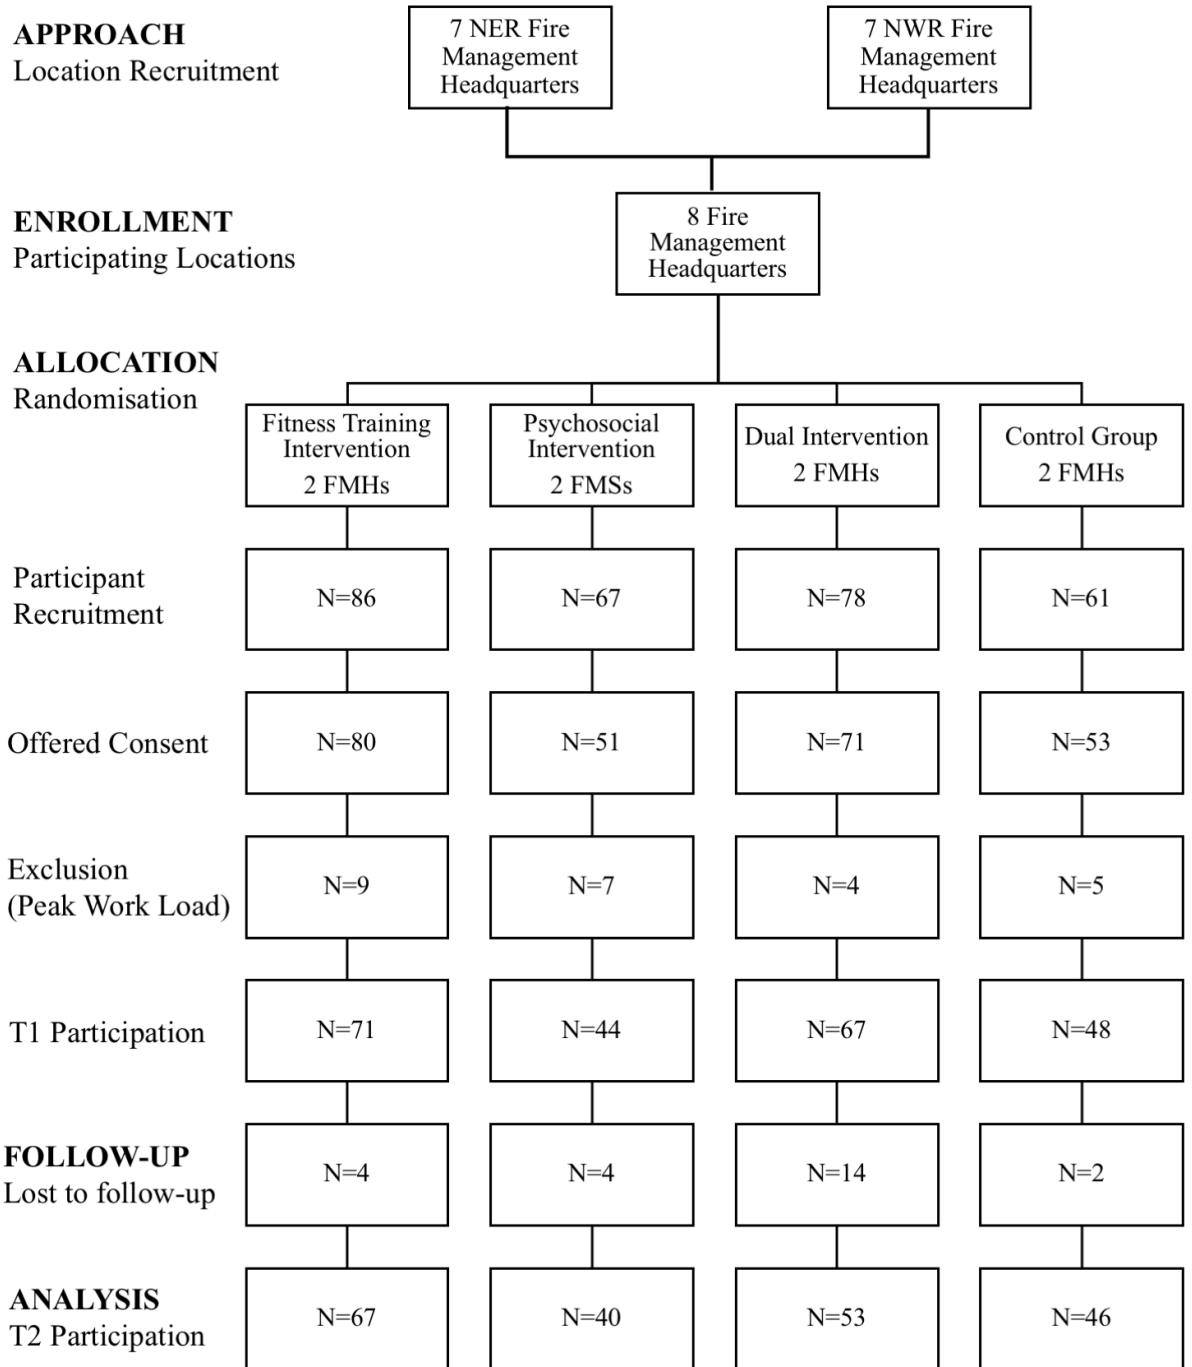 APPROACH
Location Recruitment
7 NER Fire
Management
Headquarters
7 NWR Fire
Management
Headquarters
ENROLLMENT
Participating Locations
8 Fire
Management
Headquarters
ALLOCATION
Randomisation
Fitness Training
Intervention
2 FMHs
Psychosocial
Intervention
2 FMSs
Dual Intervention
2 FMHs
Control Group
2 FMHs
Participant
Recruitment
N=86
N=67
N=78
N=61
Offered Consent
N=80
N=51
N=71
N=53
Exclusion
(Peak Work Load)
N=9
N=7
N=4
N=5
T1 Participation
N=71
N=44
N=67
N=48
FOLLOW-UP
Lost to follow-up
N=4
N=4
N=14
N=2
ANALYSIS
T2 Participation
N=67
N=40
N=53
N=46